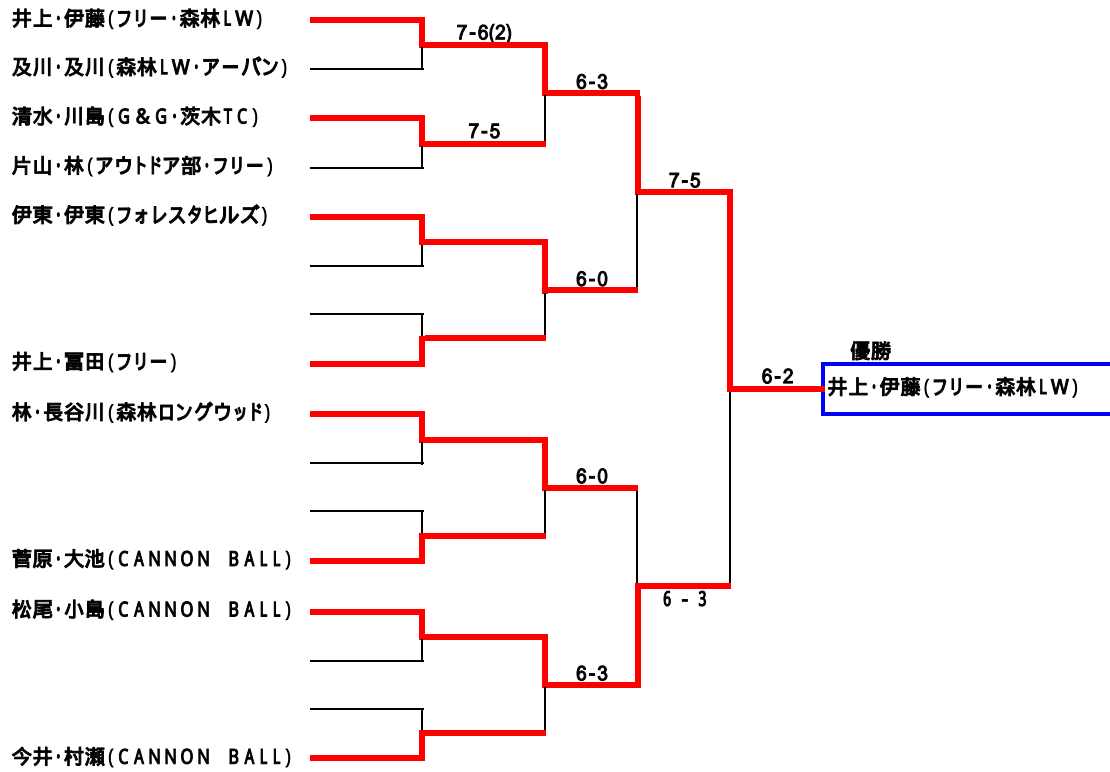 井上・伊藤(フリー・森林LW)
7-6(2)
及川・及川(森林LW・アーバン)
6-3
清水・川島(G&G・茨木TC)
7-5
片山・林(アウトドア部・フリー)
7-5
伊東・伊東(フォレスタヒルズ)
6-0
井上・冨田(フリー)
優勝
6-2
井上・伊藤(フリー・森林LW)
林・長谷川(森林ロングウッド)
6-0
菅原・大池(CANNON BALL)
松尾・小島(CANNON BALL)
6-3
6-3
今井・村瀬(CANNON BALL)